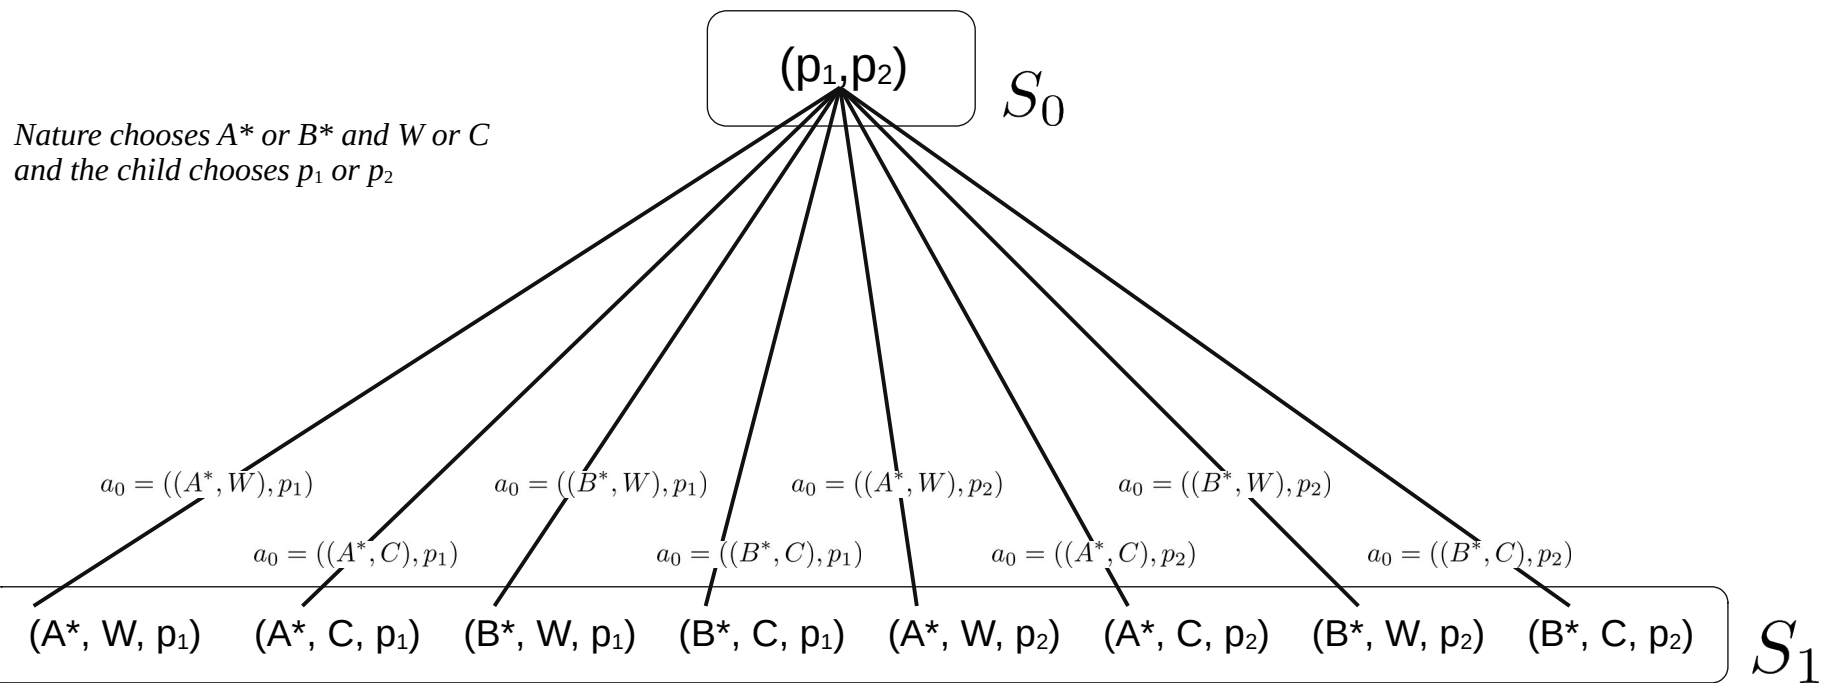 (p₁,p₂)
S₀
Nature chooses A* or B* and W or C
and the child chooses p₁ or p₂
a₀ = ((A*, W), p₁)
a₀ = ((B*, W), p₁)
a₀ = ((A*, W), p₂)
a₀ = ((B*, W), p₂)
a₀ = ((A*, C), p₁)
a₀ = ((B*, C), p₁)
a₀ = ((A*, C), p₂)
a₀ = ((B*, C), p₂)
(A*, W, p₁)
(A*, C, p₁)
(B*, W, p₁)
(B*, C, p₁)
(A*, W, p₂)
(A*, C, p₂)
(B*, W, p₂)
(B*, C, p₂)
S₁